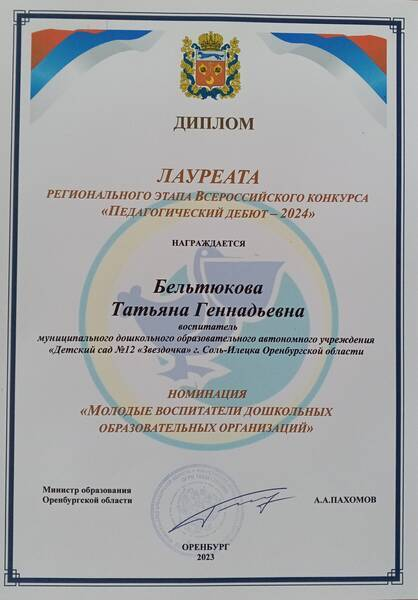 ДИПЛОМ
ЛАУРЕАТА
РЕГИОНАЛЬНОГО ЭТАПА ВСЕРОССИЙСКОГО КОНКУРСА
«ПЕДАГОГИЧЕСКИЙ ДЕБЮТ – 2024»
НАГРАЖДАЕТСЯ
Бельтюкова
Татьяна Геннадьевна
воспитатель
муниципального дошкольного образовательного автономного учреждения
«Детский сад №12 «Звездочка» г. Соль-Илецка Оренбургской области
НОМИНАЦИЯ
«МОЛОДЫЕ ВОСПИТАТЕЛИ ДОШКОЛЬНЫХ
ОБРАЗОВАТЕЛЬНЫХ ОРГАНИЗАЦИЙ»
Министр образования
Оренбургской области
А.А.ПАХОМОВ
ОРЕНБУРГ
2023